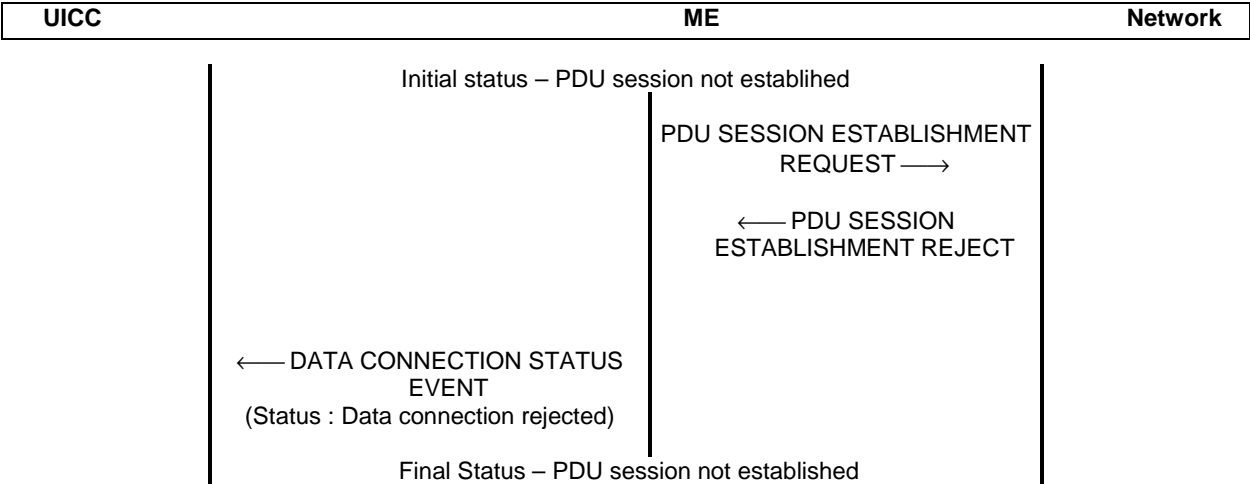 UICC ME Network
Initial status – PDU session not establihed
PDU SESSION ESTABLISHMENT
REQUEST ⟶
⟵ PDU SESSION
ESTABLISHMENT REJECT
⟵ DATA CONNECTION STATUS
EVENT
(Status : Data connection rejected)
Final Status – PDU session not established